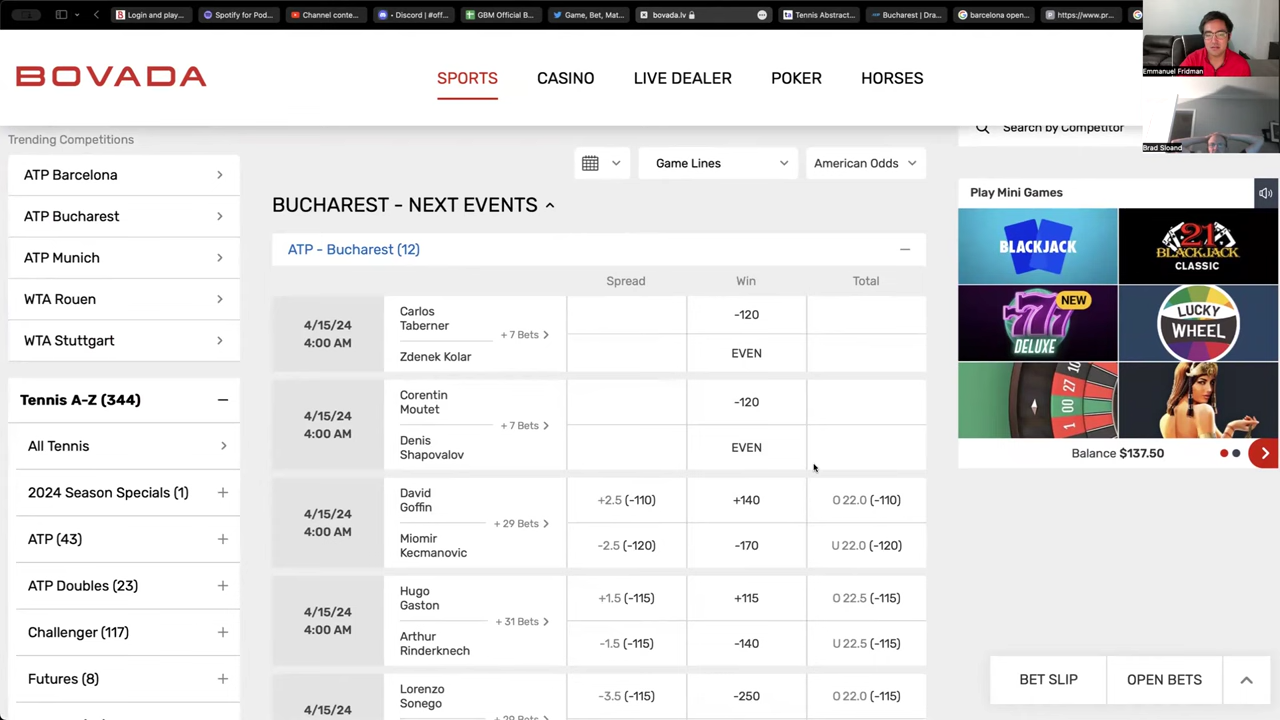 Login and play...
Spotify for Pod...
Channel conte...
Discord | #off...
GBM Official B...
Game, Bet, Mat...
bovada.lv
Tennis Abstract...
Bucharest | Dra...
barcelona open...
https://www.pr...
BOVADA
SPORTS
CASINO
LIVE DEALER
POKER
HORSES
Emmanuel Fridman
Brad Sloand
Trending Competitions
ATP Barcelona
ATP Bucharest
ATP Munich
WTA Rouen
WTA Stuttgart
Tennis A-Z (344)
All Tennis
2024 Season Specials (1)
ATP (43)
ATP Doubles (23)
Challenger (117)
Futures (8)
Game Lines
American Odds
BUCHAREST - NEXT EVENTS
ATP - Bucharest (12)
Spread Win Total
4/15/24
4:00 AM
Carlos
Taberner
Zdenek Kolar
+ 7 Bets
-120
EVEN
4/15/24
4:00 AM
Corentin
Moutet
Denis
Shapovalov
+ 7 Bets
-120
EVEN
4/15/24
4:00 AM
David
Goffin
Miomir
Kecmanovic
+ 29 Bets
+2.5 (-110) +140 O 22.0 (-110)
-2.5 (-120) -170 U 22.0 (-120)
4/15/24
4:00 AM
Hugo
Gaston
Arthur
Rinderknech
+ 31 Bets
+1.5 (-115) +115 O 22.5 (-115)
-1.5 (-115) -140 U 22.5 (-115)
4/15/24
Lorenzo
Sonego
-3.5 (-115) -250 O 22.0 (-115)
Search by Competitor
Play Mini Games
BLACKJACK
21
BLACKJACK
CLASSIC
NEW
777
DELUXE
LUCKY
WHEEL
Balance $137.50
BET SLIP
OPEN BETS